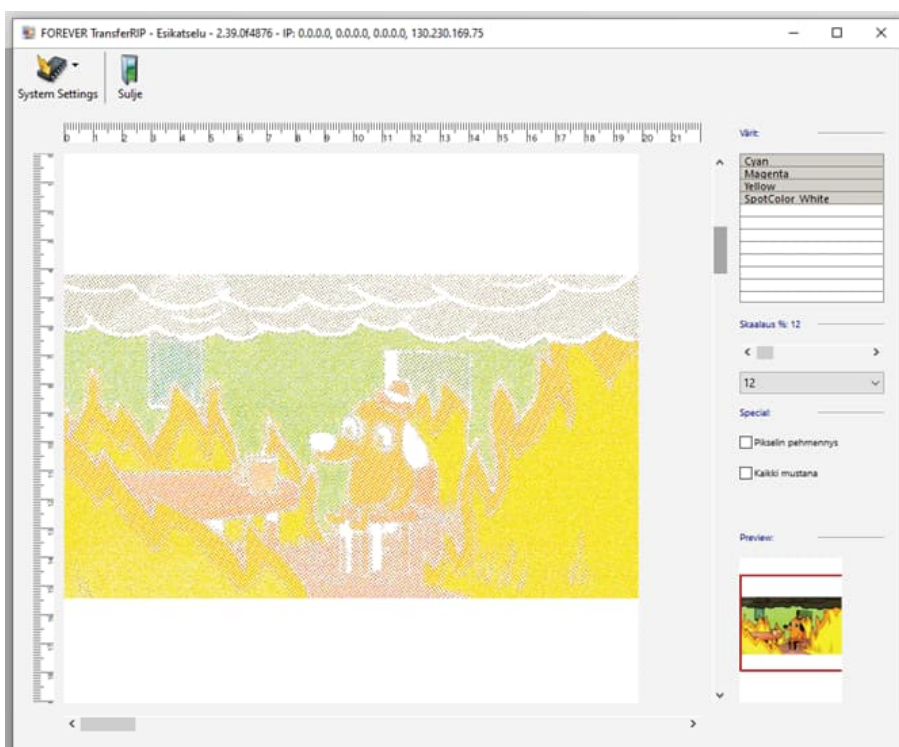 FOREVER TransferRIP - Esikatselu - 2.39.0f4876 - IP: 0.0.0.0, 0.0.0.0, 0.0.0.0, 130.230.169.75
System Settings
Sulje
0 1 2 3 4 5 6 7 8 9 10 11 12 13 14 15 16 17 18 19 20 21
Värit:
Cyan
Magenta
Yellow
SpotColor_White
Skaalaus %: 12
12
Special:
Pikselin pehmennys
Kaikki mustana
Preview: